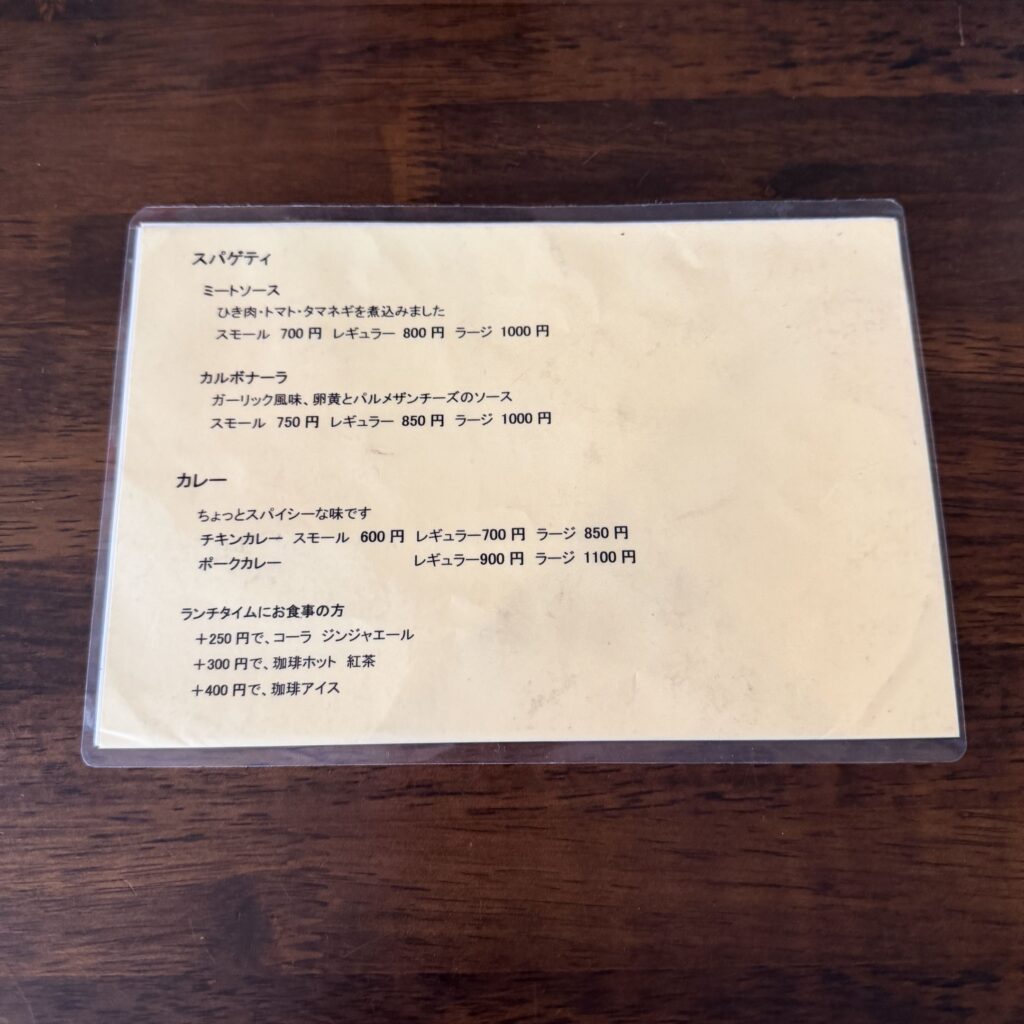 スパゲティ
ミートソース
ひき肉・トマト・タマネギを煮込みました
スモール 700 円 レギュラー 800 円 ラージ 1000 円
カルボナーラ
ガーリック風味、卵黄とパルメザンチーズのソース
スモール 750 円 レギュラー 850 円 ラージ 1000 円
カレー
ちょっとスパイシーな味です
チキンカレー スモール 600 円 レギュラー700 円 ラージ 850 円
ポークカレー レギュラー900 円 ラージ 1100 円
ランチタイムにお食事の方
＋250 円で、コーラ ジンジャエール
＋300 円で、珈琲ホット 紅茶
＋400 円で、珈琲アイス